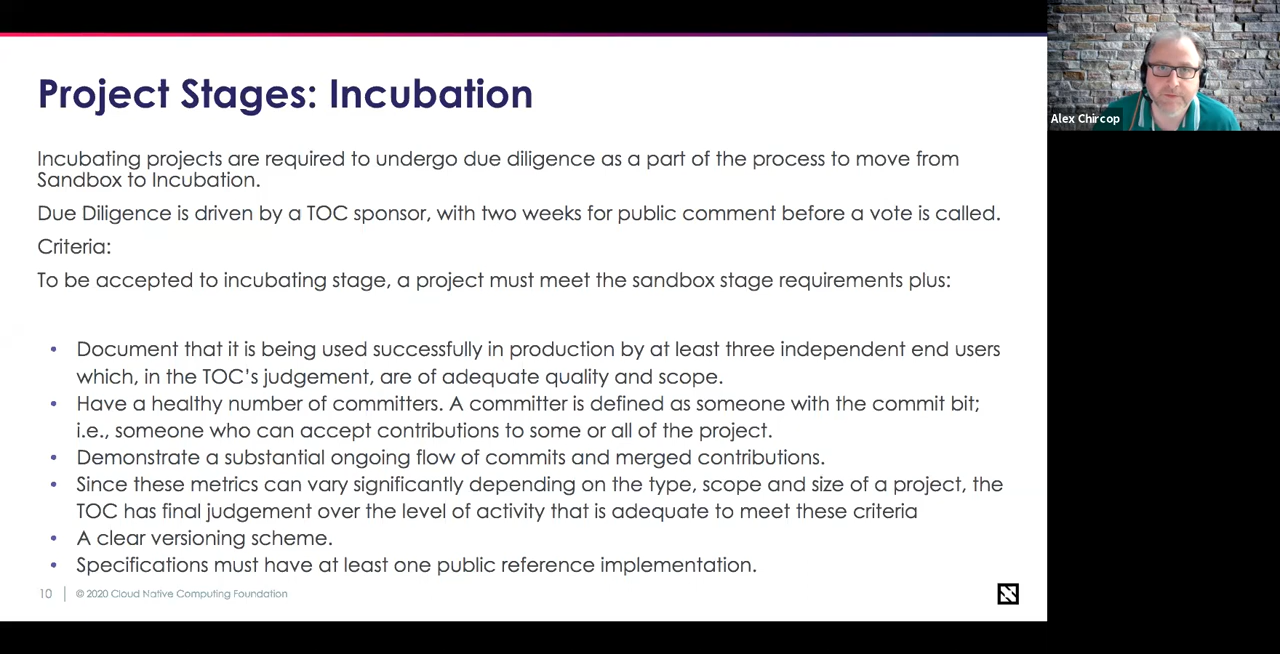 Project Stages: Incubation
Alex Chircop
Incubating projects are required to undergo due diligence as a part of the process to move from
Sandbox to Incubation.
Due Diligence is driven by a TOC sponsor, with two weeks for public comment before a vote is called.
Criteria:
To be accepted to incubating stage, a project must meet the sandbox stage requirements plus:
• Document that it is being used successfully in production by at least three independent end users
which, in the TOC’s judgement, are of adequate quality and scope.
• Have a healthy number of committers. A committer is defined as someone with the commit bit;
i.e., someone who can accept contributions to some or all of the project.
• Demonstrate a substantial ongoing flow of commits and merged contributions.
• Since these metrics can vary significantly depending on the type, scope and size of a project, the
TOC has final judgement over the level of activity that is adequate to meet these criteria
• A clear versioning scheme.
• Specifications must have at least one public reference implementation.
10 | © 2020 Cloud Native Computing Foundation